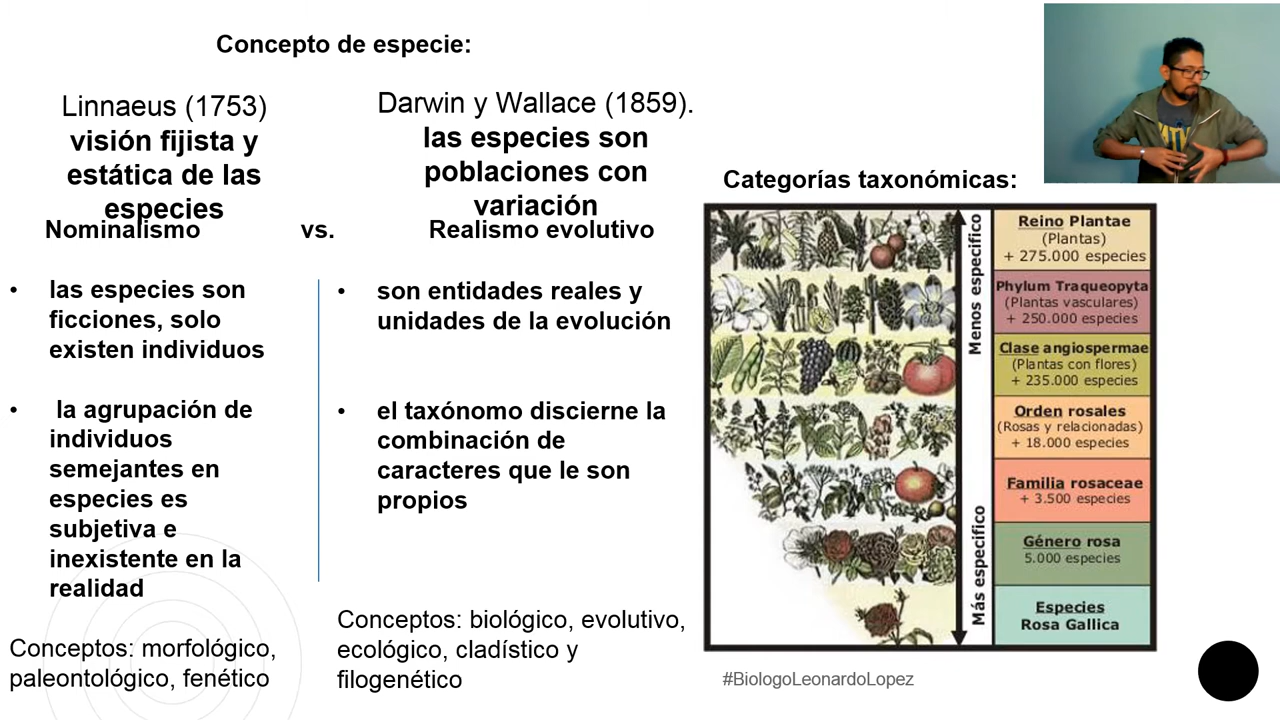 Concepto de especie:
Linnaeus (1753)
visión fijista y
estática de las
especies
Nominalismo
vs.
Darwin y Wallace (1859).
las especies son
poblaciones con
variación
Realismo evolutivo
• las especies son
ficciones, solo
existen individuos
• la agrupación de
individuos
semejantes en
especies es
subjetiva e
inexistente en la
realidad
Conceptos: morfológico,
paleontológico, fenético
• son entidades reales y
unidades de la evolución
• el taxónomo discierne la
combinación de
caracteres que le son
propios
Conceptos: biológico, evolutivo,
ecológico, cladístico y
filogenético
Categorías taxonómicas:
Menos especifico
Más especifico
Reino Plantae
(Plantas)
+ 275.000 especies
Phylum Traqueopyta
(Plantas vasculares)
+ 250.000 especies
Clase angiospermae
(Plantas con flores)
+ 235.000 especies
Orden rosales
(Rosas y relacionadas)
+ 18.000 especies
Familia rosaceae
+ 3.500 especies
Género rosa
5.000 especies
Especies
Rosa Gallica
#BiologoLeonardoLopez